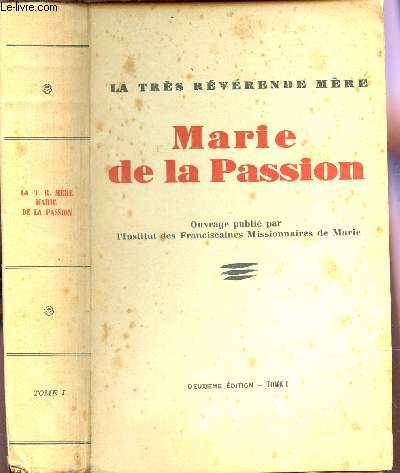 LA T. R. MÈRE
MARIE
DE LA PASSION
TOME I
LA TRÈS RÉVÉRENDE MÈRE
Marie
de la Passion
Ouvrage publié par
l'Institut des Franciscaines Missionnaires de Marie
DEUXIÈME ÉDITION — TOME I
Le-livre.com